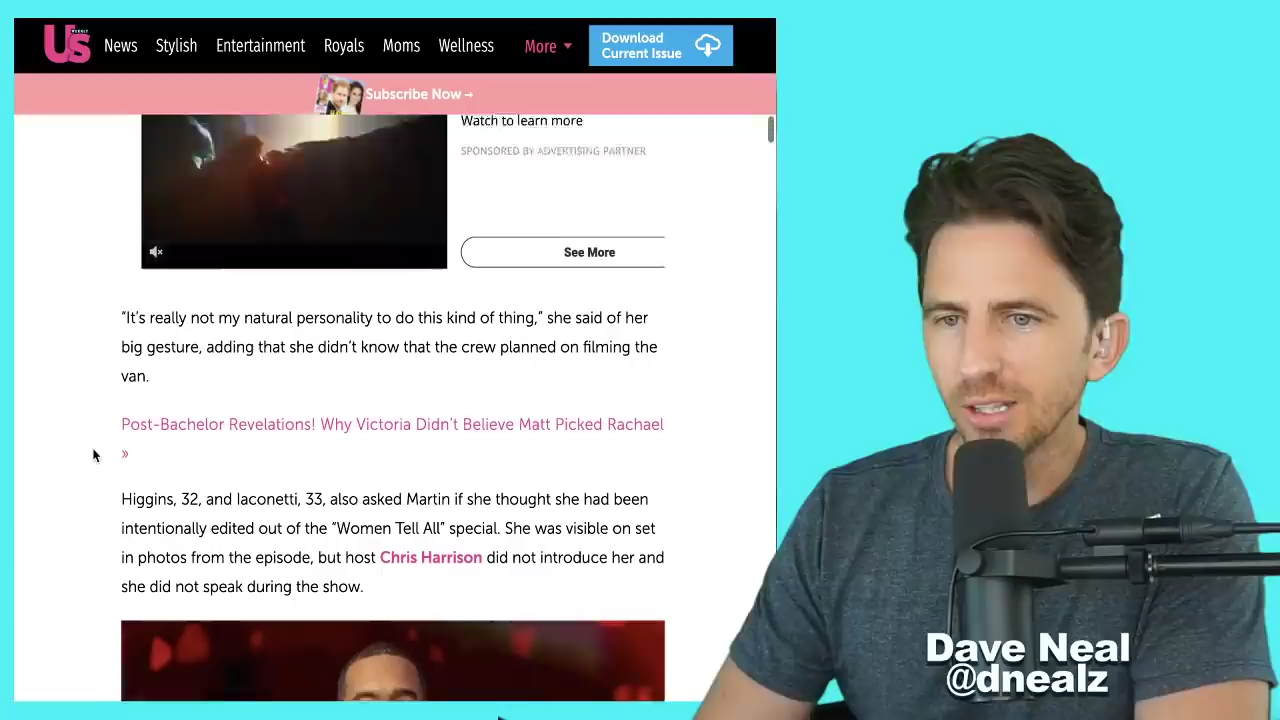 Us
WEEKLY
News Stylish Entertainment Royals Moms Wellness More
Download
Current Issue
Subscribe Now →
Watch to learn more
SPONSORED BY ADVERTISING PARTNER
See More
“It’s really not my natural personality to do this kind of thing,” she said of her
big gesture, adding that she didn’t know that the crew planned on filming the
van.
Post-Bachelor Revelations! Why Victoria Didn’t Believe Matt Picked Rachael
»
Higgins, 32, and Iaconetti, 33, also asked Martin if she thought she had been
intentionally edited out of the “Women Tell All” special. She was visible on set
in photos from the episode, but host Chris Harrison did not introduce her and
she did not speak during the show.
Dave Neal
@dnealz